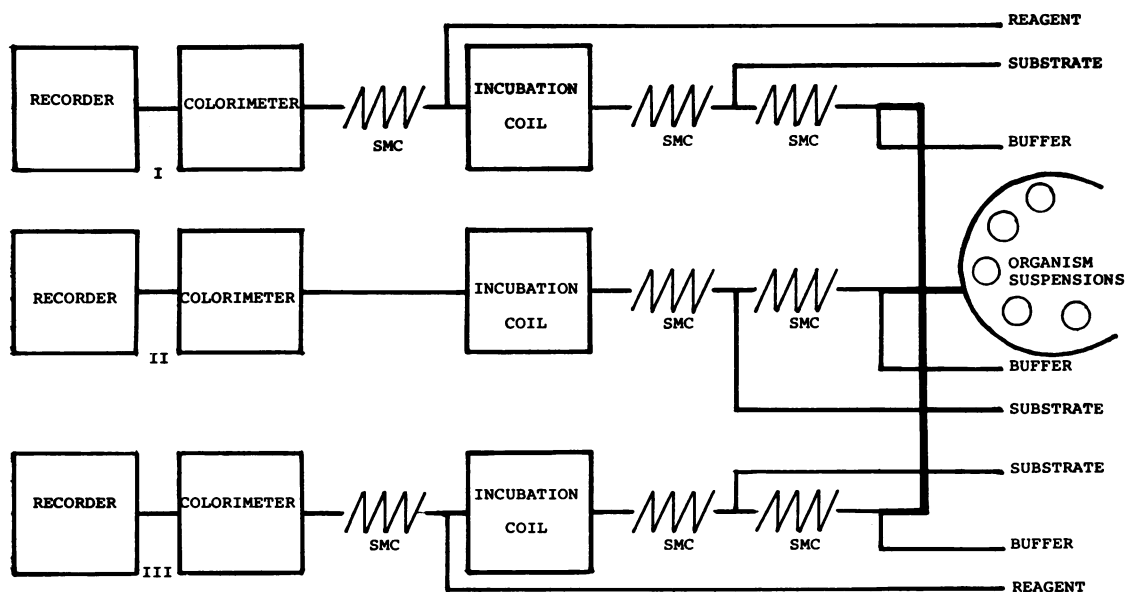 REAGENT
SUBSTRATE
RECORDER
COLORIMETER
INCUBATION
COIL
SMC
SMC
SMC
BUFFER
I
ORGANISM
SUSPENSIONS
RECORDER
COLORIMETER
INCUBATION
COIL
SMC
SMC
II
BUFFER
SUBSTRATE
SUBSTRATE
RECORDER
COLORIMETER
INCUBATION
COIL
SMC
SMC
SMC
BUFFER
III
REAGENT